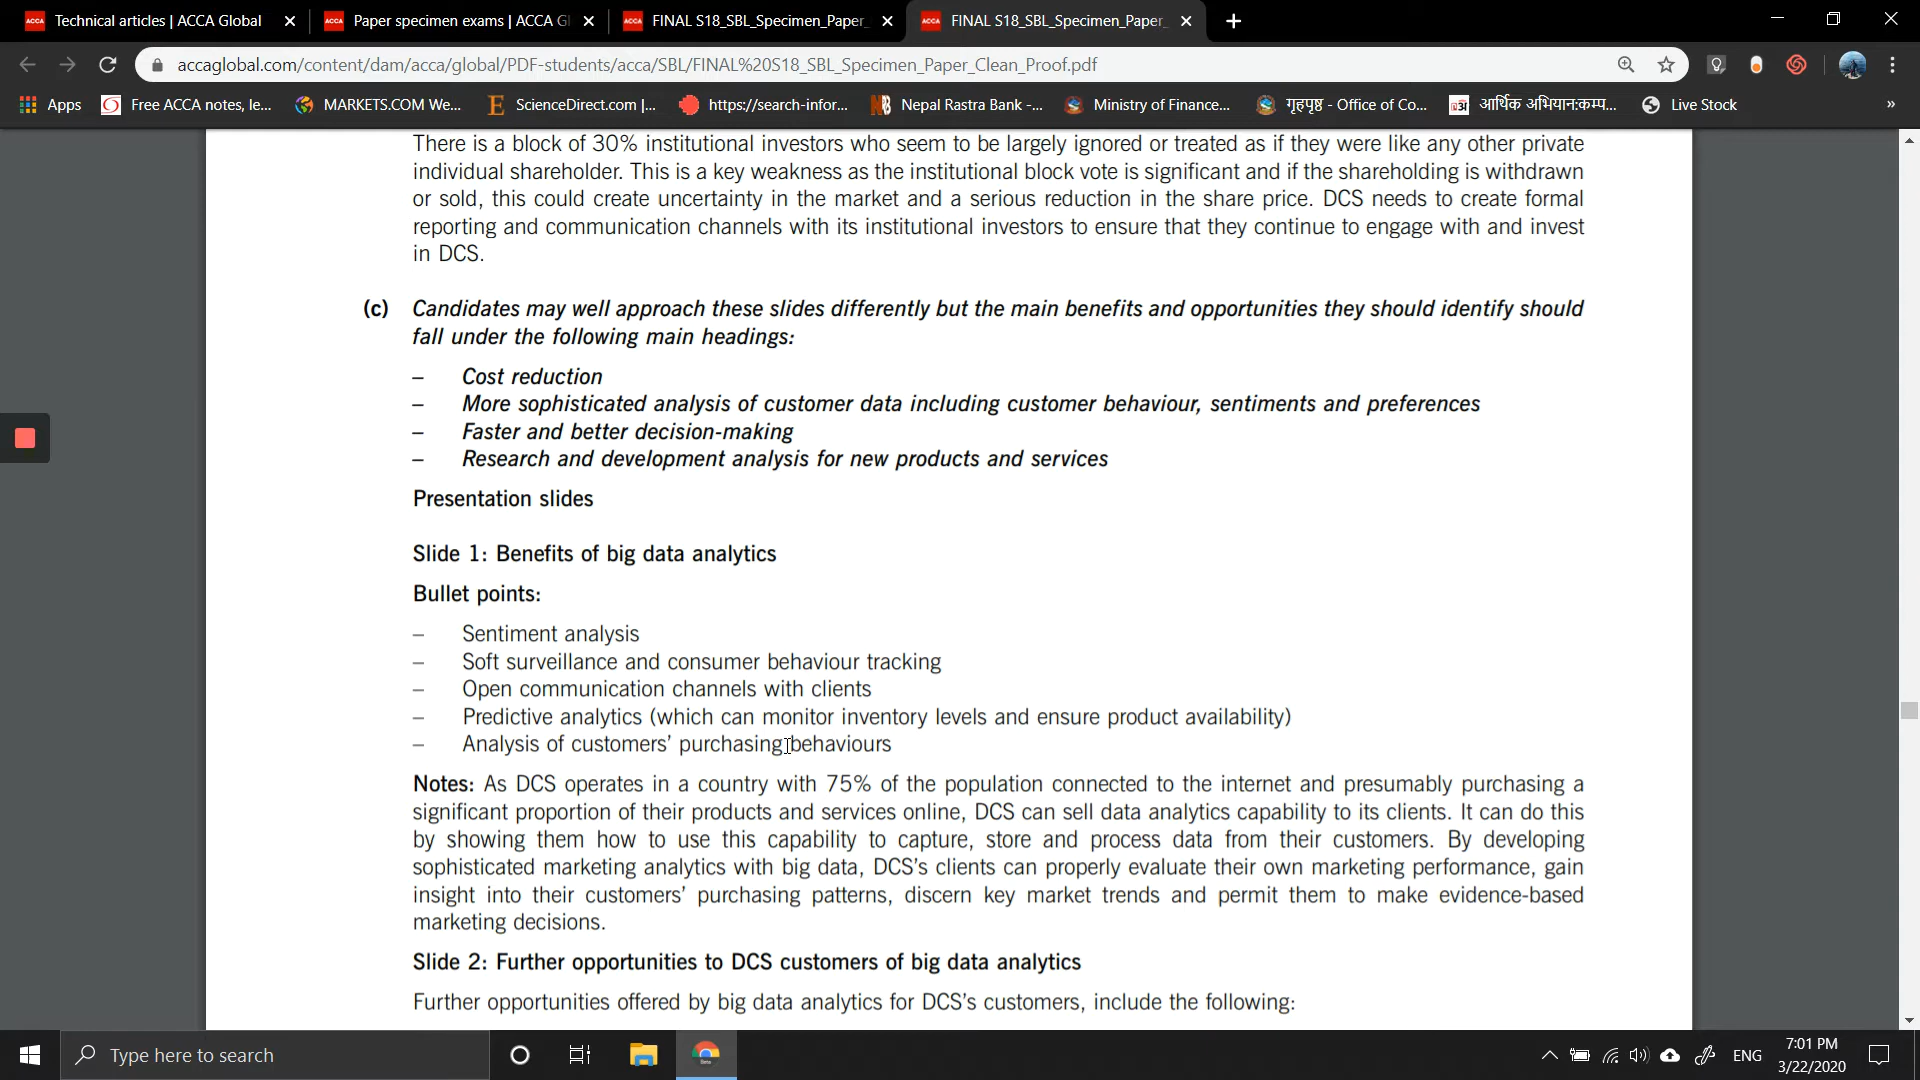 Technical articles | ACCA Global
Paper specimen exams | ACCA Gl
FINAL S18_SBL_Specimen_Paper_
FINAL S18_SBL_Specimen_Paper_
accaglobal.com/content/dam/acca/global/PDF-students/acca/SBL/FINAL%20S18_SBL_Specimen_Paper_Clean_Proof.pdf
Apps
Free ACCA notes, le...
MARKETS.COM We...
ScienceDirect.com |...
https://search-infor...
Nepal Rastra Bank -...
Ministry of Finance...
गृहपृष्ठ - Office of Co...
आर्थिक अभियान:कम्प...
Live Stock
»
There is a block of 30% institutional investors who seem to be largely ignored or treated as if they were like any other private
individual shareholder. This is a key weakness as the institutional block vote is significant and if the shareholding is withdrawn
or sold, this could create uncertainty in the market and a serious reduction in the share price. DCS needs to create formal
reporting and communication channels with its institutional investors to ensure that they continue to engage with and invest
in DCS.
(c) Candidates may well approach these slides differently but the main benefits and opportunities they should identify should
fall under the following main headings:
– Cost reduction
– More sophisticated analysis of customer data including customer behaviour, sentiments and preferences
– Faster and better decision-making
– Research and development analysis for new products and services
Presentation slides
Slide 1: Benefits of big data analytics
Bullet points:
– Sentiment analysis
– Soft surveillance and consumer behaviour tracking
– Open communication channels with clients
– Predictive analytics (which can monitor inventory levels and ensure product availability)
– Analysis of customers' purchasing behaviours
Notes: As DCS operates in a country with 75% of the population connected to the internet and presumably purchasing a
significant proportion of their products and services online, DCS can sell data analytics capability to its clients. It can do this
by showing them how to use this capability to capture, store and process data from their customers. By developing
sophisticated marketing analytics with big data, DCS's clients can properly evaluate their own marketing performance, gain
insight into their customers' purchasing patterns, discern key market trends and permit them to make evidence-based
marketing decisions.
Slide 2: Further opportunities to DCS customers of big data analytics
Further opportunities offered by big data analytics for DCS's customers, include the following:
Type here to search
ENG
7:01 PM
3/22/2020